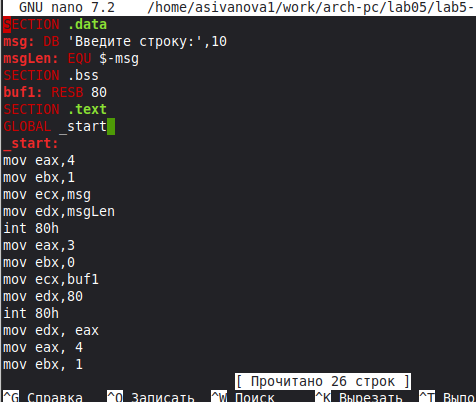 GNU nano 7.2 /home/asivanova1/work/arch-pc/lab05/lab5-
SECTION .data
msg: DB 'Введите строку:',10
msgLen: EQU $-msg
SECTION .bss
buf1: RESB 80
SECTION .text
GLOBAL _start
_start:
mov eax,4
mov ebx,1
mov ecx,msg
mov edx,msgLen
int 80h
mov eax,3
mov ebx,0
mov ecx,buf1
mov edx,80
int 80h
mov edx, eax
mov eax, 4
mov ebx, 1
[ Прочитано 26 строк ]
^G Справка ^O Записать ^W Поиск ^K Вырезать ^T Выпо